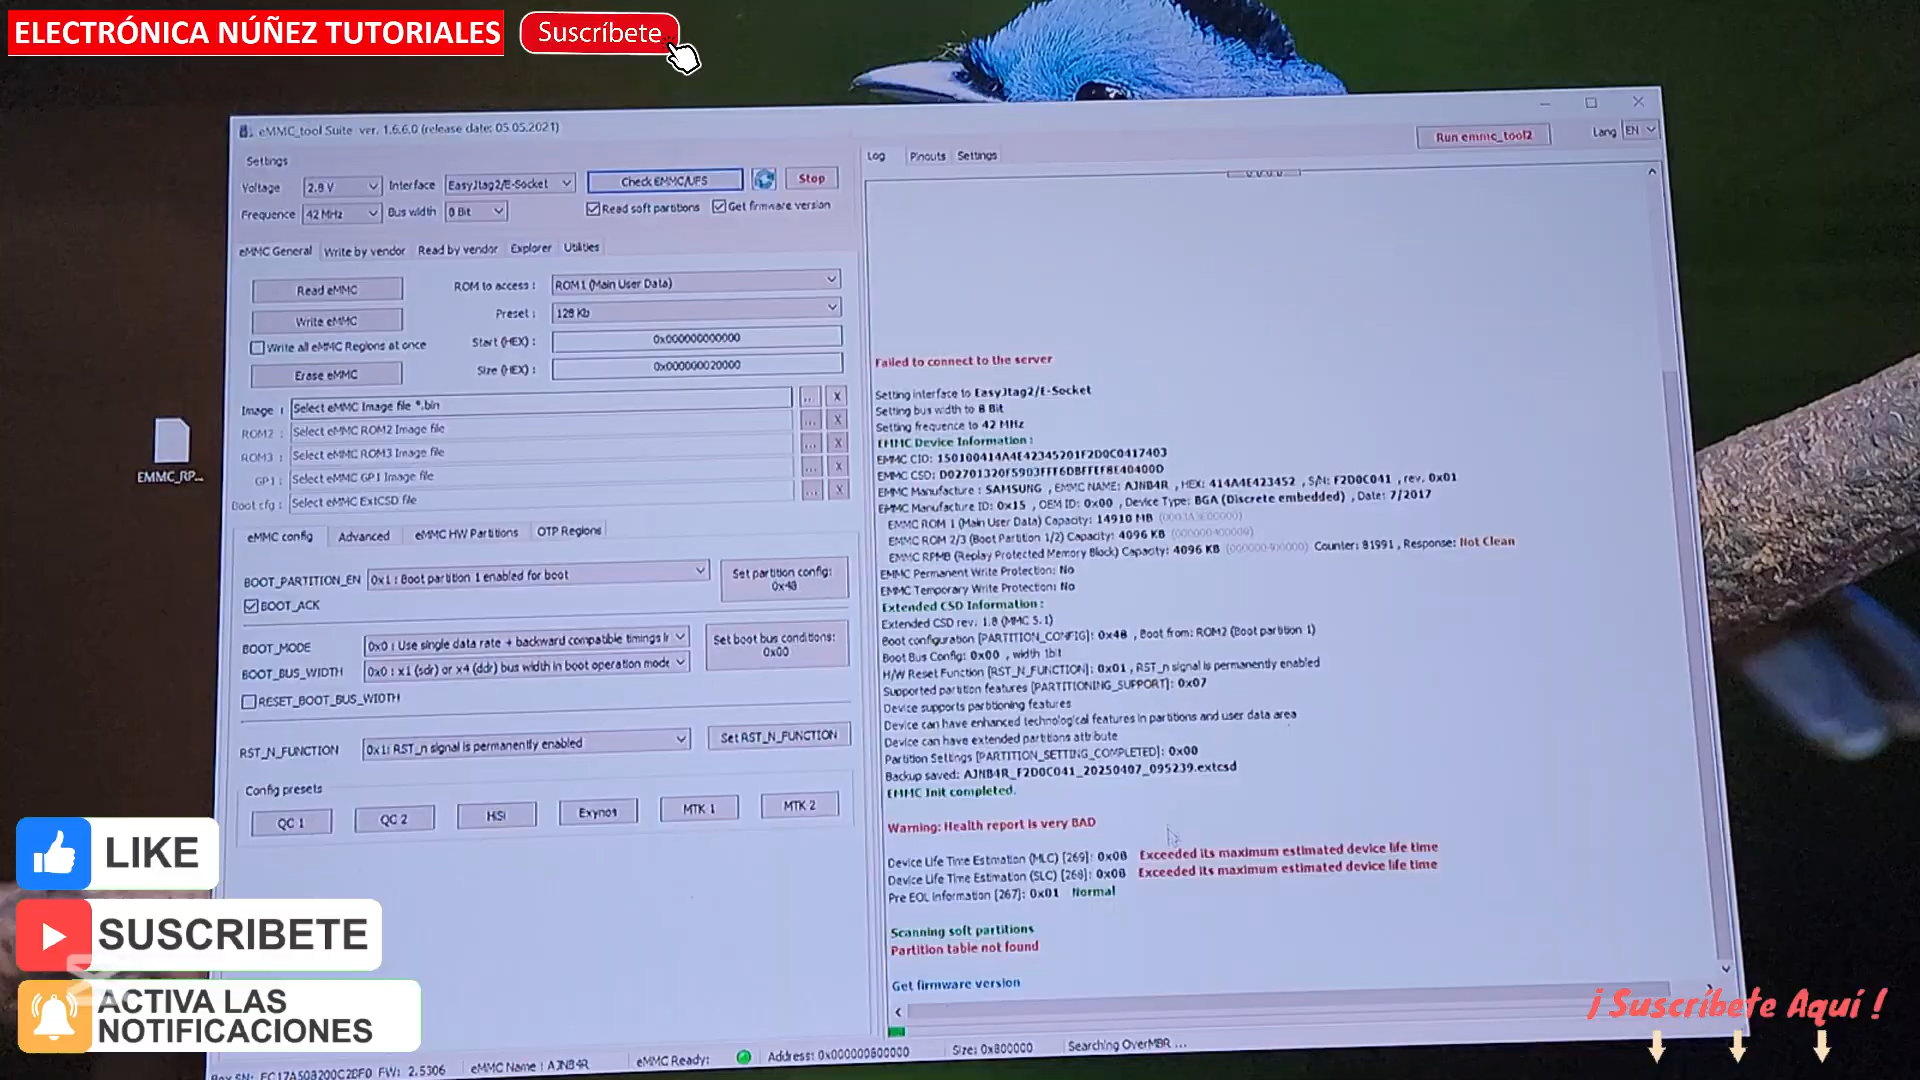 ELECTRÓNICA NÚÑEZ TUTORIALES
Suscríbete
eMMC_tool Suite ver. 1.6.6.0 (release date: 05.05.2021)
Run emmc_tool2
Lang EN
Settings
Voltage 2.8 V Interface EasyJtag2/E-Socket Check EMMC/UFS Stop
Frequence 42 MHz Bus width 8 Bit Read soft partitions Get firmware version
eMMC General Write by vendor Read by vendor Explorer Utilities
Read eMMC ROM to access : ROM1 (Main User Data)
Write eMMC Preset : 128 Kb
Write all eMMC Regions at once Start (HEX) : 0x000000000000
Erase eMMC Size (HEX) : 0x000000020000
Image : Select eMMC Image file *.bin ... X
ROM2 : Select eMMC ROM2 Image file ... X
ROM3 : Select eMMC ROM3 Image file ... X
GP1 : Select eMMC GP1 Image file ... X
Boot cfg : Select eMMC ExtCSD file ... X
eMMC config Advanced eMMC HW Partitions OTP Regions
BOOT_PARTITION_EN 0x1 : Boot partition 1 enabled for boot Set partition config: 0x48
BOOT_ACK
BOOT_MODE 0x0 : Use single data rate + backward compatible timings Set boot bus conditions: 0x00
BOOT_BUS_WIDTH 0x0 : x1 (sdr) or x4 (ddr) bus width in boot operation mode
RESET_BOOT_BUS_WIDTH
RST_N_FUNCTION 0x1: RST_n signal is permanently enabled Set RST_N_FUNCTION
Config presets
QC 1 QC 2 HiSi Exynos MTK 1 MTK 2
EMMC_RP...
Log Pinouts Settings
Failed to connect to the server
Setting interface to EasyJtag2/E-Socket
Setting bus width to 8 Bit
Setting frequence to 42 MHz
EMMC Device Information :
EMMC CID: 150100414A4E42345201F2D0C0417403
EMMC CSD: D02701320F5903FFF6DBFFEF8E40400D
EMMC Manufacture : SAMSUNG , EMMC NAME: AJNB4R , HEX: 414A4E423452 , S/N: F2D0C041 , rev. 0x01
EMMC Manufacture ID: 0x15 , OEM ID: 0x00 , Device Type: BGA (Discrete embedded) , Date: 7/2017
EMMC ROM 1 (Main User Data) Capacity: 14910 MB (0003A3E00000)
EMMC ROM 2/3 (Boot Partition 1/2) Capacity: 4096 KB (000000400000)
EMMC RPMB (Replay Protected Memory Block) Capacity: 4096 KB (000000400000) Counter: 81991 , Response: Not Clean
EMMC Permanent Write Protection: No
EMMC Temporary Write Protection: No
Extended CSD Information :
Extended CSD rev: 1.8 (MMC 5.1)
Boot configuration [PARTITION_CONFIG]: 0x48 , Boot from: ROM2 (Boot partition 1)
Boot Bus Config: 0x00 , width 1bit
H/W Reset Function [RST_N_FUNCTION]: 0x01 , RST_n signal is permanently enabled
Supported partition features [PARTITIONING_SUPPORT]: 0x07
Device supports partitioning features
Device can have enhanced technological features in partitions and user data area
Device can have extended partitions attribute
Partition Settings [PARTITION_SETTING_COMPLETED]: 0x00
Backup saved: AJNB4R_F2D0C041_20250407_095239.extcsd
EMMC Init completed.
Warning: Health report is very BAD
Device Life Time Estimation (MLC) [269]: 0x0B Exceeded its maximum estimated device life time
Device Life Time Estimation (SLC) [268]: 0x0B Exceeded its maximum estimated device life time
Pre EOL information [267]: 0x01 Normal
Scanning soft partitions
Partition table not found
Get firmware version
FW: 2.5306 eMMC Name : AJNB4R eMMC Ready: Address: 0x000000800000 Size: 0x800000 Searching OverMBR ...
LIKE
SUSCRIBETE
ACTIVA LAS
NOTIFICACIONES
¡ Suscríbete Aquí !